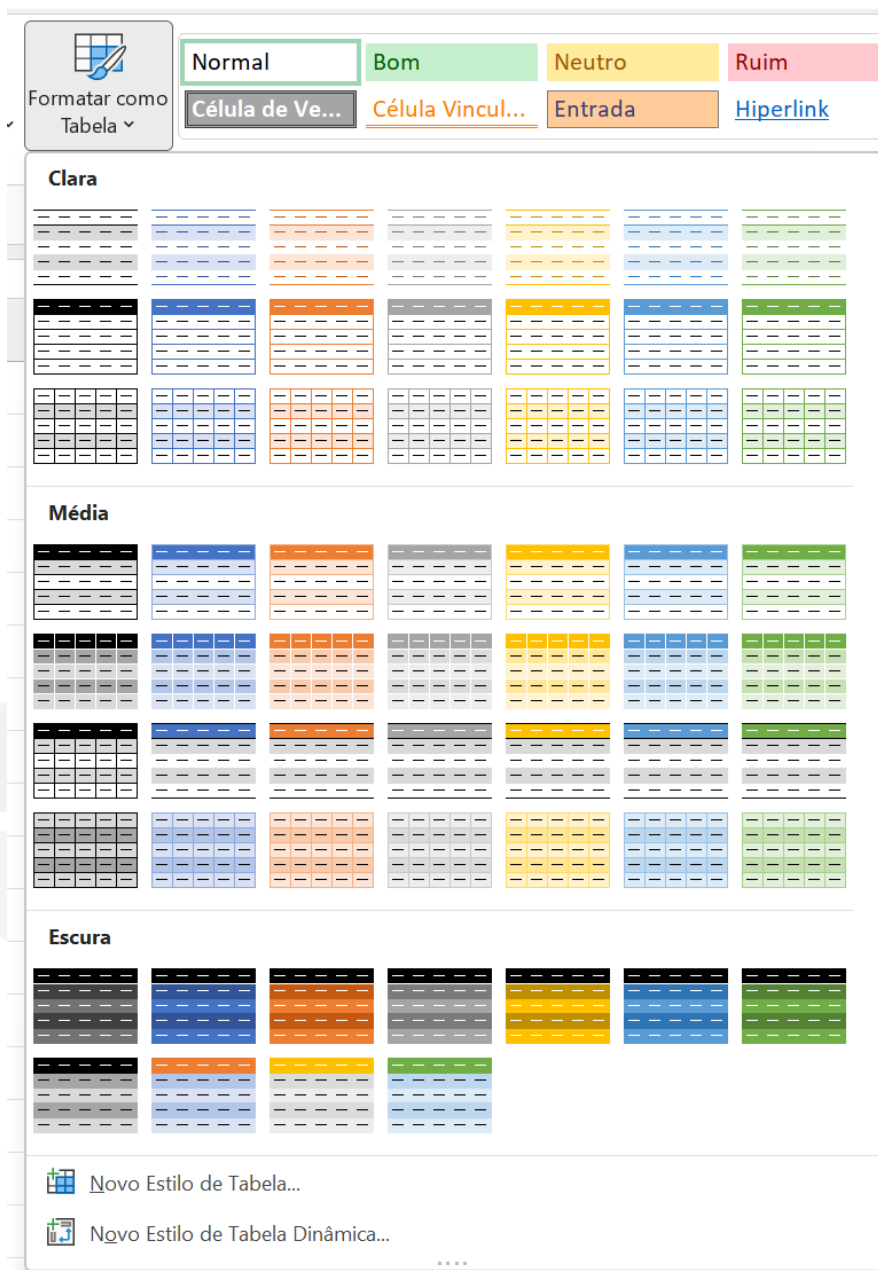 Formatar como
Tabela
Normal
Bom
Neutro
Ruim
Célula de Ve...
Célula Vincul...
Entrada
Hiperlink
Clara
Média
Escura
Novo Estilo de Tabela...
Novo Estilo de Tabela Dinâmica...